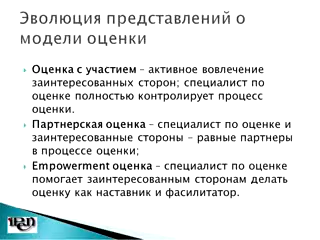 Эволюция представлений о
модели оценки
Оценка с участием – активное вовлечение
заинтересованных сторон; специалист по
оценке полностью контролирует процесс
оценки.
Партнерская оценка – специалист по оценке и
заинтересованные стороны – равные партнеры
в процессе оценки;
Empowerment оценка – специалист по оценке
помогает заинтересованным сторонам делать
оценку как наставник и фасилитатор.